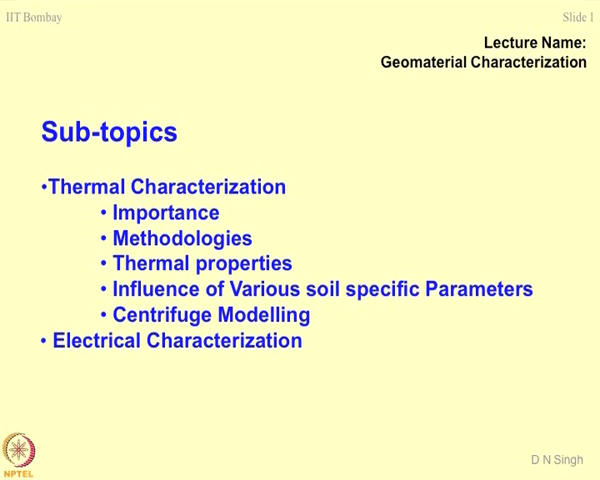 IIT Bombay
Slide 1
Lecture Name:
Geomaterial Characterization
Sub-topics
•Thermal Characterization
• Importance
• Methodologies
• Thermal properties
• Influence of Various soil specific Parameters
• Centrifuge Modelling
• Electrical Characterization
NPTEL
D N Singh